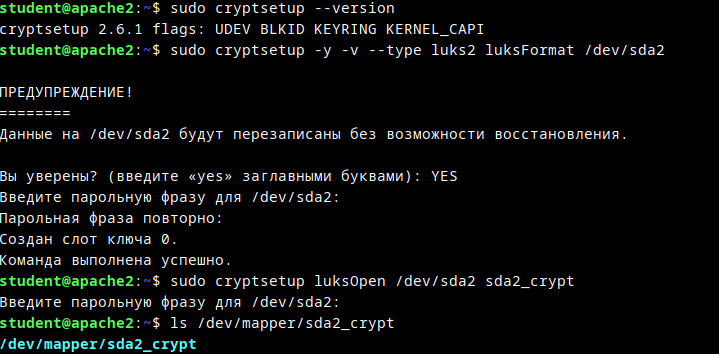 student@apache2:~$ sudo cryptsetup --version
cryptsetup 2.6.1 flags: UDEV BLKID KEYRING KERNEL_CAPI
student@apache2:~$ sudo cryptsetup -y -v --type luks2 luksFormat /dev/sda2
ПРЕДУПРЕЖДЕНИЕ!
========
Данные на /dev/sda2 будут перезаписаны без возможности восстановления.
Вы уверены? (введите «yes» заглавными буквами): YES
Введите парольную фразу для /dev/sda2:
Парольная фраза повторно:
Создан слот ключа 0.
Команда выполнена успешно.
student@apache2:~$ sudo cryptsetup luksOpen /dev/sda2 sda2_crypt
Введите парольную фразу для /dev/sda2:
student@apache2:~$ ls /dev/mapper/sda2_crypt
/dev/mapper/sda2_crypt